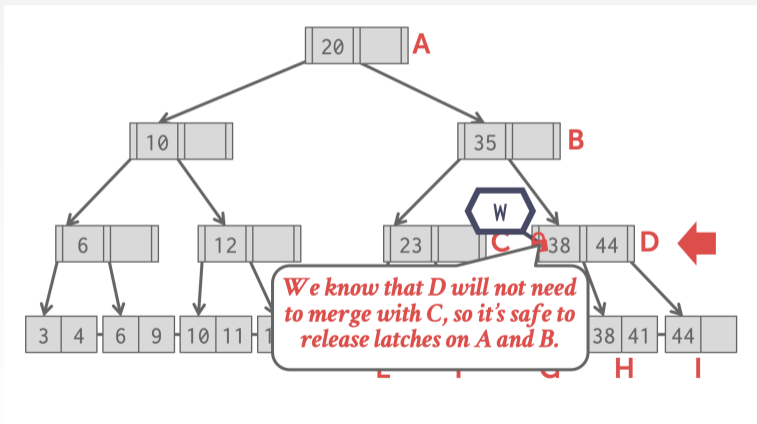 20 A
10 35 B
W
6 12 23 C 38 44 D
We know that D will not need
to merge with C, so it's safe to
release latches on A and B.
3 4 6 9 10 11 38 41 44
H I